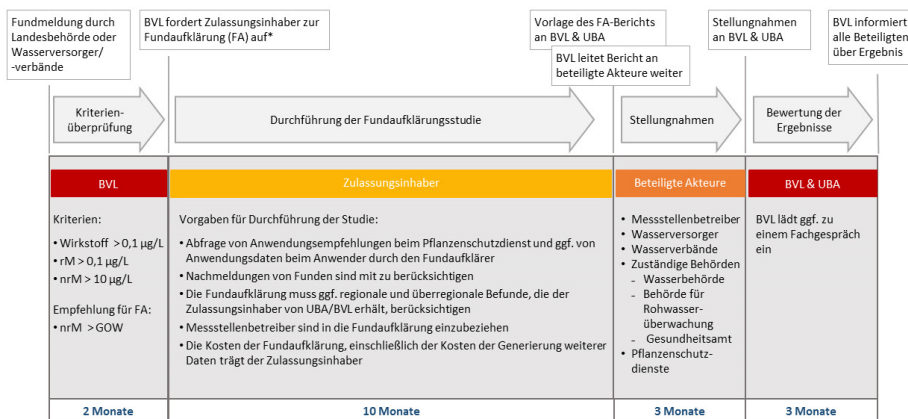 Fundmeldung durch
Landesbehörde oder
Wasserversorger/
-verbände
BVL fordert Zulassungsinhaber zur
Fundaufklärung (FA) auf*
Vorlage des FA-Berichts
an BVL & UBA
BVL leitet Bericht an
beteiligte Akteure weiter
Stellungnahmen
an BVL & UBA
BVL informiert
alle Beteiligten
über Ergebnis
Kriterien-
überprüfung
Durchführung der Fundaufklärungsstudie
Stellungnahmen
Bewertung der
Ergebnisse
BVL
Zulassungsinhaber
Beteiligte Akteure
BVL & UBA
Kriterien:
• Wirkstoff > 0,1 µg/L
• rM > 0,1 µg/L
• nrM > 10 µg/L
Empfehlung für FA:
• nrM > GOW
Vorgaben für Durchführung der Studie:
• Abfrage von Anwendungsempfehlungen beim Pflanzenschutzdienst und ggf. von
Anwendungsdaten beim Anwender durch den Fundaufklärer
• Nachmeldungen von Funden sind mit zu berücksichtigen
• Die Fundaufklärung muss ggf. regionale und überregionale Befunde, die der
Zulassungsinhaber von UBA/BVL erhält, berücksichtigen
• Messstellenbetreiber sind in die Fundaufklärung einzubeziehen
• Die Kosten der Fundaufklärung, einschließlich der Kosten der Generierung weiterer
Daten trägt der Zulassungsinhaber
• Messstellenbetreiber
• Wasserversorger
• Wasserverbände
• Zuständige Behörden
- Wasserbehörde
- Behörde für
Rohwasser-
überwachung
- Gesundheitsamt
• Pflanzenschutz-
dienste
BVL lädt ggf. zu
einem Fachgespräch
ein
2 Monate
10 Monate
3 Monate
3 Monate